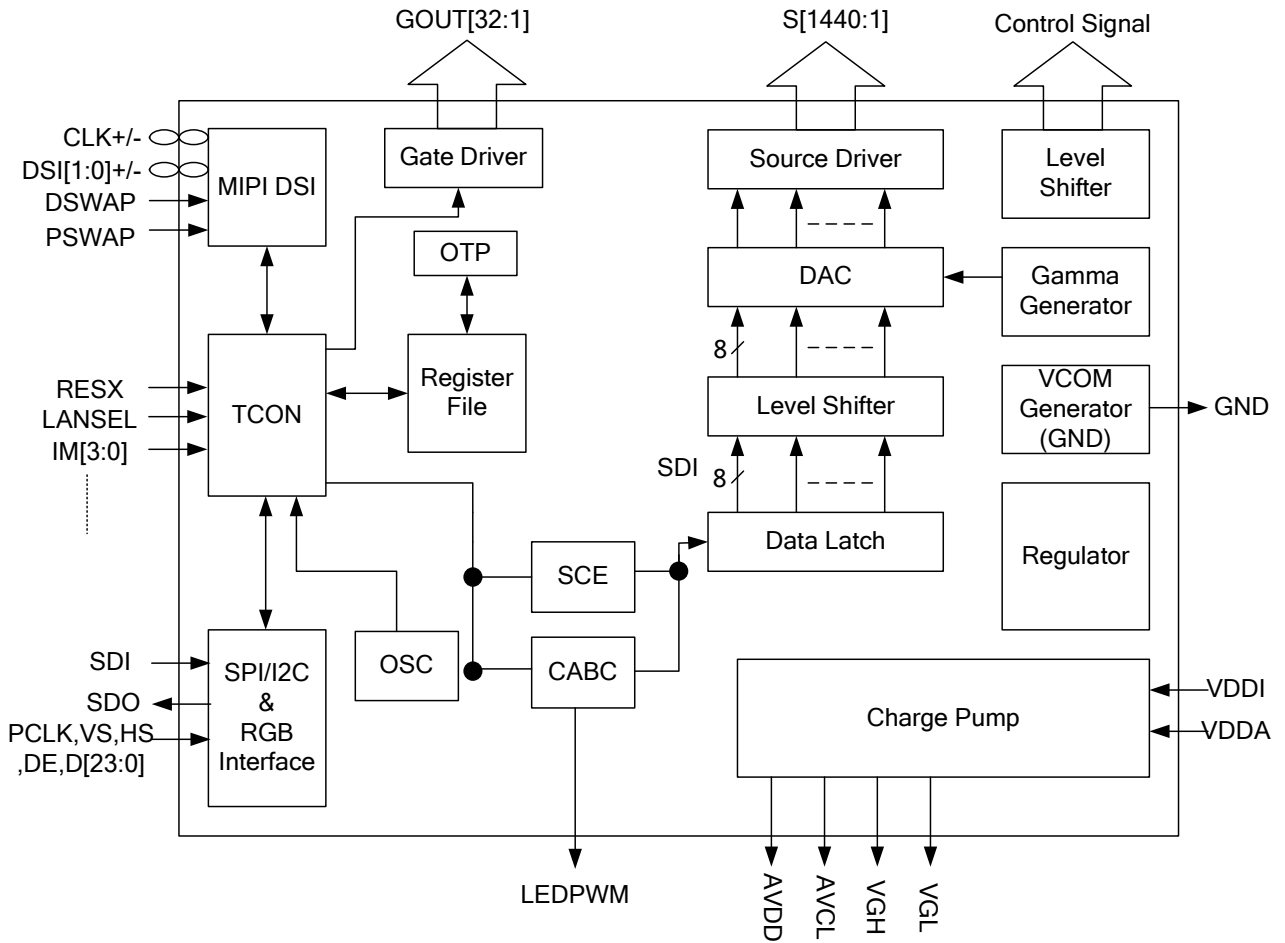 GOUT[32:1]
S[1440:1]
Control Signal
CLK+/-
DSI[1:0]+/-
DSWAP
PSWAP
MIPI DSI
Gate Driver
OTP
Source Driver
Level
Shifter
DAC
Gamma
Generator
RESX
LANSEL
IM[3:0]
TCON
Register
File
8
Level Shifter
VCOM
Generator
(GND)
GND
SDI
8
Data Latch
Regulator
SCE
OSC
CABC
SDI
SDO
PCLK,VS,HS
,DE,D[23:0]
SPI/I2C
&
RGB
Interface
Charge Pump
VDDI
VDDA
LEDPWM
AVDD
AVCL
VGH
VGL